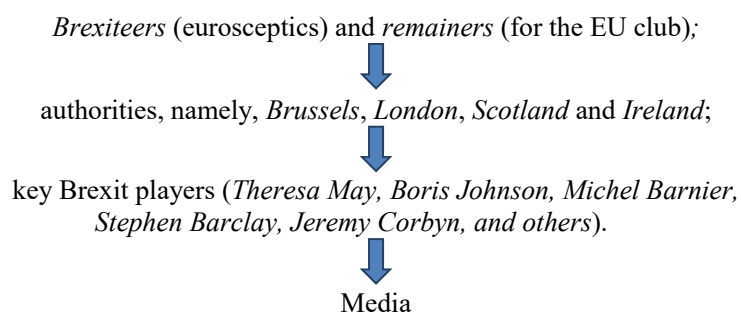 Brexiteers (eurosceptics) and remainers (for the EU club);
authorities, namely, Brussels, London, Scotland and Ireland;
key Brexit players (Theresa May, Boris Johnson, Michel Barnier,
Stephen Barclay, Jeremy Corbyn, and others).
Media